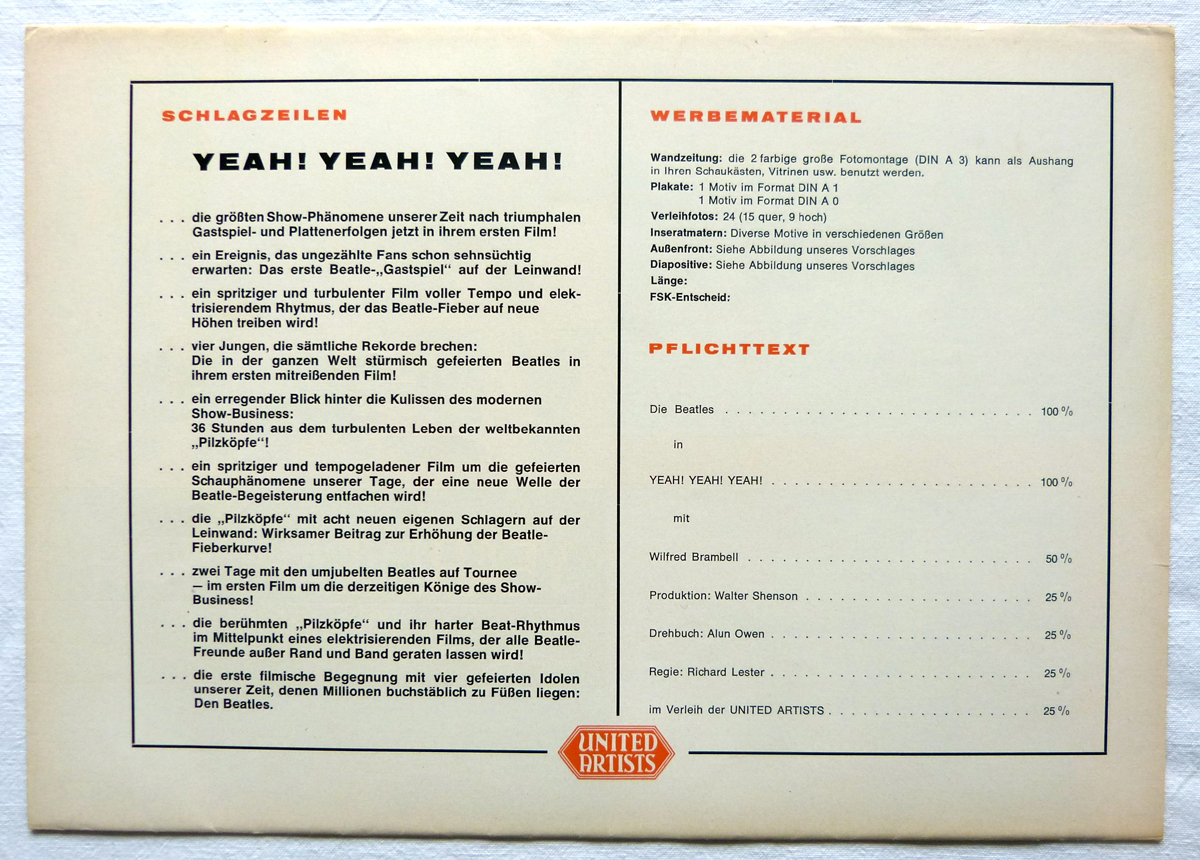 SCHLAGZEILEN
YEAH! YEAH! YEAH!
. . . die größten Show-Phänomene unserer Zeit nach triumphalen
Gastspiel- und Plattenerfolgen jetzt in ihrem ersten Film!
. . . ein Ereignis, das ungezählte Fans schon sehnsüchtig
erwarten: Das erste Beatle-„Gastspiel“ auf der Leinwand!
. . . ein spritziger und turbulenter Film voller Tempo und elek-
trisierendem Rhytmus, der das Beatle-Fieber auf neue
Höhen treiben wird!
. . . vier Jungen, die sämtliche Rekorde brechen:
Die in der ganzen Welt stürmisch gefeierten Beatles in
ihrem ersten mitreißenden Film!
. . . ein erregender Blick hinter die Kulissen des modernen
Show-Business:
36 Stunden aus dem turbulenten Leben der weltbekannten
„Pilzköpfe“!
. . . ein spritziger und tempogeladener Film um die gefeierten
Schauphänomene unserer Tage, der eine neue Welle der
Beatle-Begeisterung entfachen wird!
. . . die „Pilzköpfe“ mit acht neuen eigenen Schlagern auf der
Leinwand: Wirksamer Beitrag zur Erhöhung der Beatle-
Fieberkurve!
. . . zwei Tage mit den umjubelten Beatles auf Tournee
— im ersten Film um die derzeitigen Könige des Show-
Business!
. . . die berühmten „Pilzköpfe“ und ihr harter Beat-Rhythmus
im Mittelpunkt eines elektrisierenden Films, der alle Beatle-
Freunde außer Rand und Band geraten lassen wird!
. . . die erste filmische Begegnung mit vier gefeierten Idolen
unserer Zeit, denen Millionen buchstäblich zu Füßen liegen:
Den Beatles.
WERBEMATERIAL
Wandzeitung: die 2 farbige große Fotomontage (DIN A 3) kann als Aushang
in Ihren Schaukästen, Vitrinen usw. benutzt werden.
Plakate: 1 Motiv im Format DIN A 1
1 Motiv im Format DIN A 0
Verleihfotos: 24 (15 quer, 9 hoch)
Inseratmatern: Diverse Motive in verschiedenen Größen
Außenfront: Siehe Abbildung unseres Vorschlages
Diapositive: Siehe Abbildung unseres Vorschlages
Länge:
FSK-Entscheid:
PFLICHTTEXT
Die Beatles . . . . . . . . . . . . . . . . . . . . . . . . . . . . 100 %
in
YEAH! YEAH! YEAH! . . . . . . . . . . . . . . . . . . . . . . . . 100 %
mit
Wilfred Brambell . . . . . . . . . . . . . . . . . . . . . . . . . . 50 %
Produktion: Walter Shenson . . . . . . . . . . . . . . . . . . . . . 25 %
Drehbuch: Alun Owen . . . . . . . . . . . . . . . . . . . . . . . . 25 %
Regie: Richard Lester . . . . . . . . . . . . . . . . . . . . . . . . 25 %
im Verleih der UNITED ARTISTS . . . . . . . . . . . . . . . . . . . 25 %
UNITED
ARTISTS